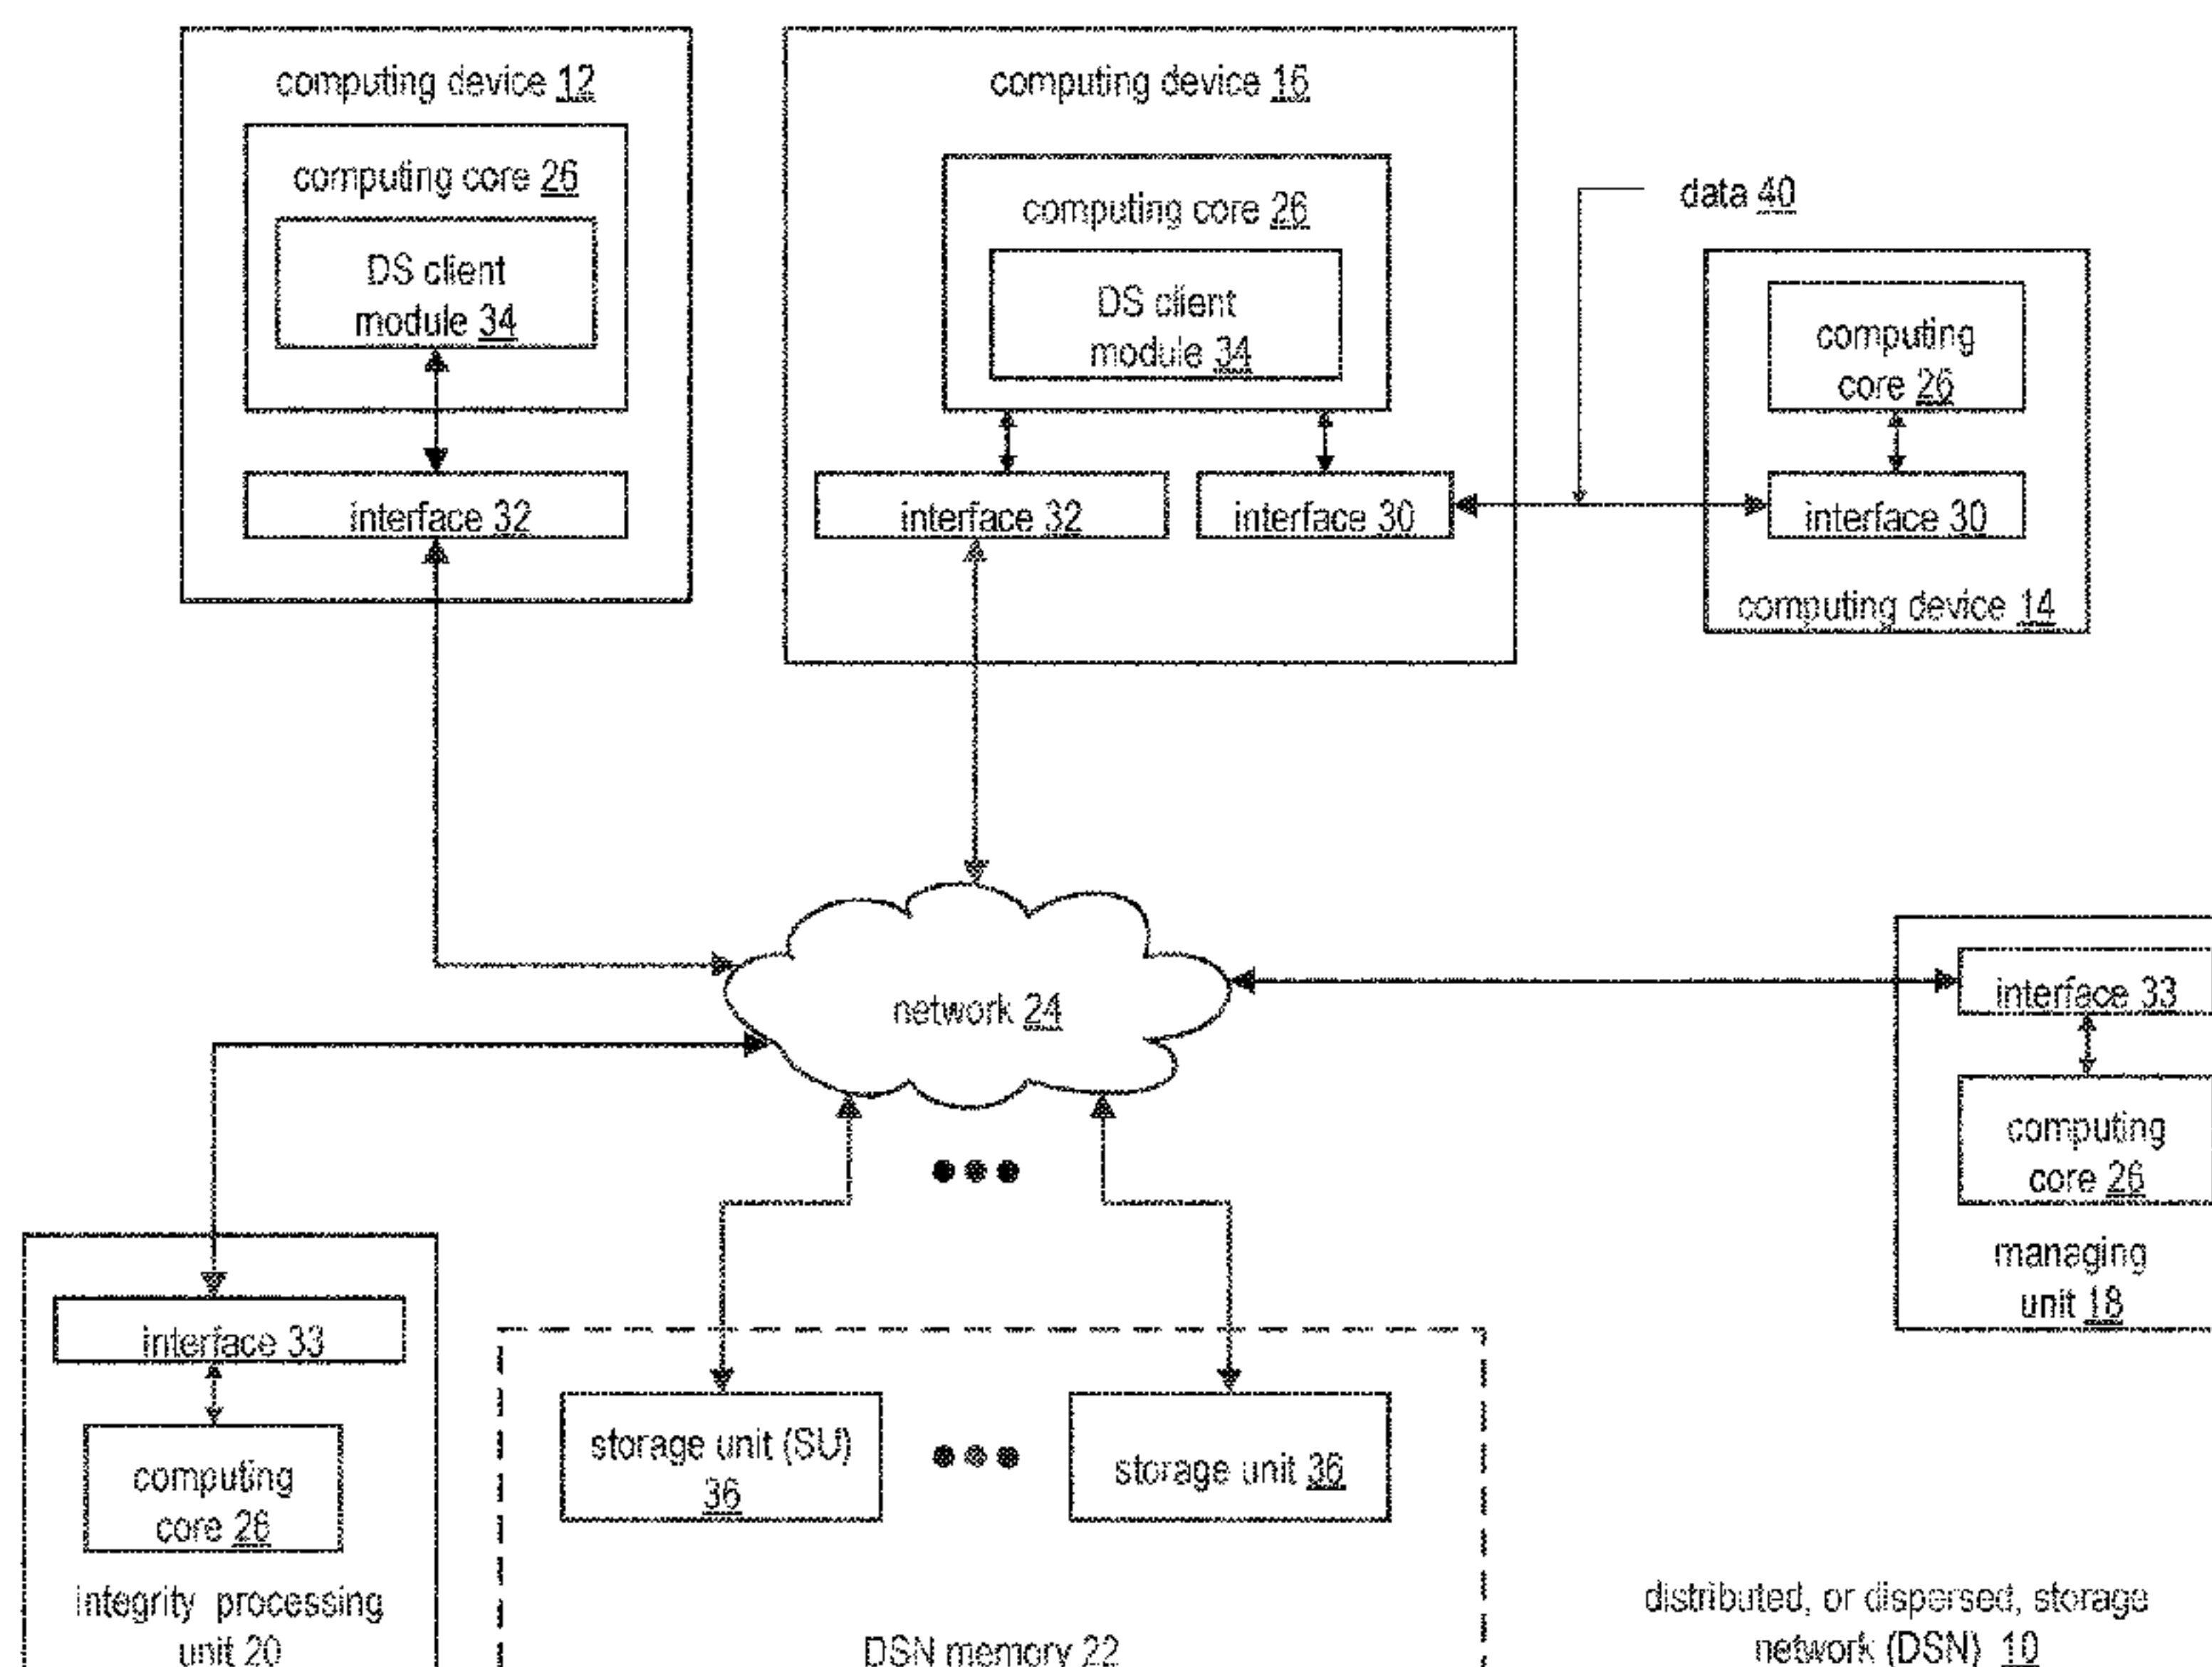 computing device 12
computing core 26
DS client
module 34
interface 32
computing device 16
computing core 26
DS client
module 34
interface 32
interface 30
data 40
computing
core 26
interface 30
computing device 14
network 24
interface 33
computing
core 26
managing
unit 18
interface 33
computing
core 26
integrity processing
unit 20
storage unit (SU)
36
storage unit 36
DSN memory 22
distributed, or dispersed, storage
network (DSN) 10